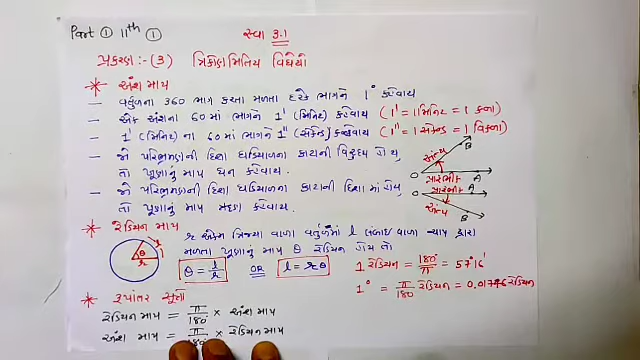 Part ① 11th ①
સ્વા 3.1
પ્રકરણ :- (3) ત્રિકોણમિતિય વિધેયો
* અંશ માપ
– વર્તુળના 360 ભાગ કરતા મળતા દરેક ભાગને 1° કહેવાય
– એક અંશના 60 માં ભાગને 1' (મિનિટ) કહેવાય (1' = 1 મિનિટ = 1 કળા)
– 1' (મિનિટ) ના 60 માં ભાગને 1'' (સેકન્ડ) કહેવાય (1'' = 1 સેકન્ડ = 1 વિકળા)
– જો પરિભ્રમણની દિશા ઘડિયાળના કાંટાની વિરુદ્ધ હોય,
તો ખૂણાનું માપ ધન કહેવાય.
– જો પરિભ્રમણની દિશા ઘડિયાળના કાંટાની દિશા માં હોય,
તો ખૂણાનું માપ ઋણ કહેવાય.
અંત્ય B
O પ્રારંભિક A
O પ્રારંભિક A
અંત્ય B
* રેડિયન માપ
θ r l
r એકમ ત્રિજ્યા વાળા વર્તુળમાં l લંબાઇ વાળા ચાપ દ્વારા
મળતા ખૂણાનું માપ θ રેડિયન હોય તો
θ = l/r OR l = rθ
1 રેડિયન = 180°/π = 57°16'
1° = π/180 રેડિયન = 0.01746 રેડિયન
* રૂપાંતર સૂત્રો
રેડિયન માપ = π/180 × અંશ માપ
અંશ માપ = π/180 × રેડિયન માપ